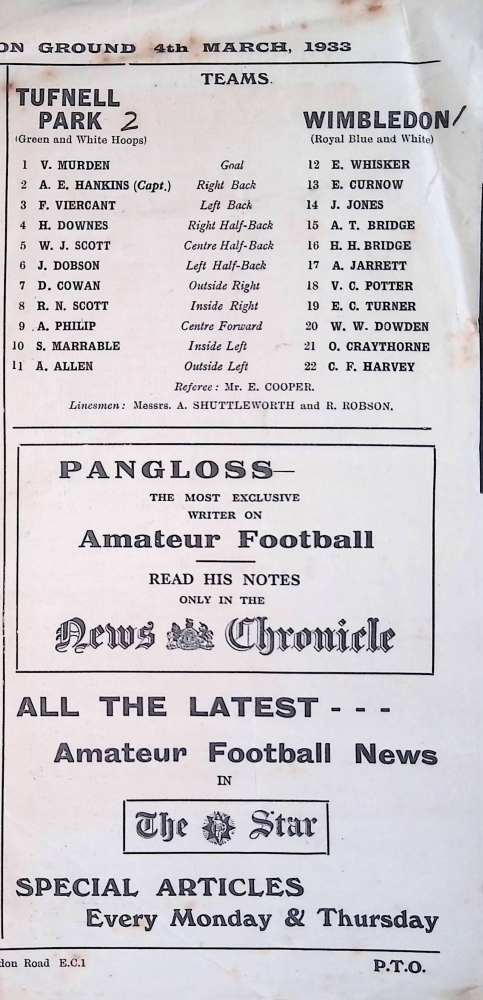 ON GROUND 4th MARCH, 1933
TEAMS.
TUFNELL
PARK 2
(Green and White Hoops)
WIMBLEDON /
(Royal Blue and White)
1 V. MURDEN Goal 12 E. WHISKER
2 A. E. HANKINS (Capt.) Right Back 13 E. CURNOW
3 F. VIERCANT Left Back 14 J. JONES
4 H. DOWNES Right Half-Back 15 A. T. BRIDGE
5 W. J. SCOTT Centre Half-Back 16 H. H. BRIDGE
6 J. DOBSON Left Half-Back 17 A. JARRETT
7 D. COWAN Outside Right 18 V. C. POTTER
8 R. N. SCOTT Inside Right 19 E. C. TURNER
9 A. PHILIP Centre Forward 20 W. W. DOWDEN
10 S. MARRABLE Inside Left 21 O. CRAYTHORNE
11 A. ALLEN Outside Left 22 C. F. HARVEY
Referee: Mr. E. COOPER.
Linesmen: Messrs. A. SHUTTLEWORTH and R. ROBSON.
PANGLOSS—
THE MOST EXCLUSIVE
WRITER ON
Amateur Football
READ HIS NOTES
ONLY IN THE
News Chronicle
ALL THE LATEST - - -
Amateur Football News
IN
The Star
SPECIAL ARTICLES
Every Monday & Thursday
don Road E.C.1
P.T.O.